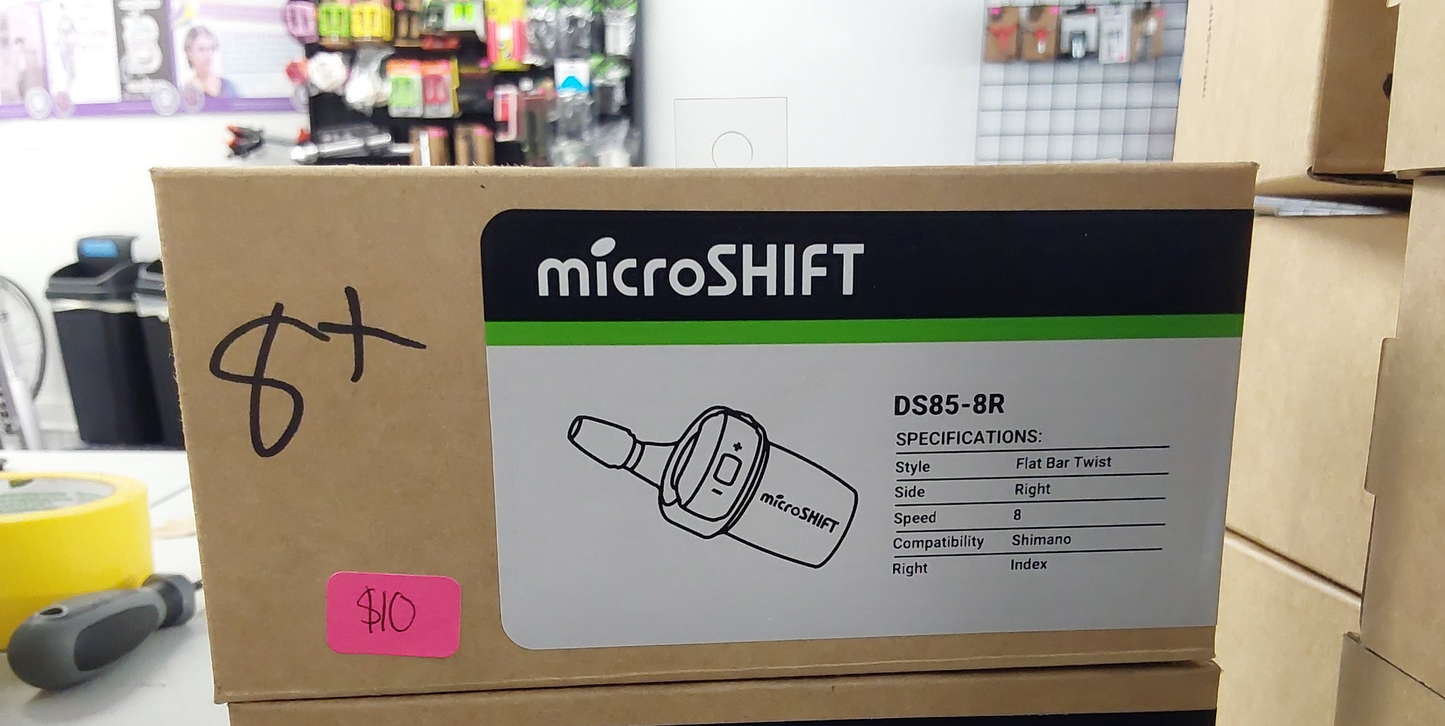 8+
$10
microSHIFT
+
-
microSHIFT
DS85-8R
SPECIFICATIONS:
Style Flat Bar Twist
Side Right
Speed 8
Compatibility Shimano
Right Index